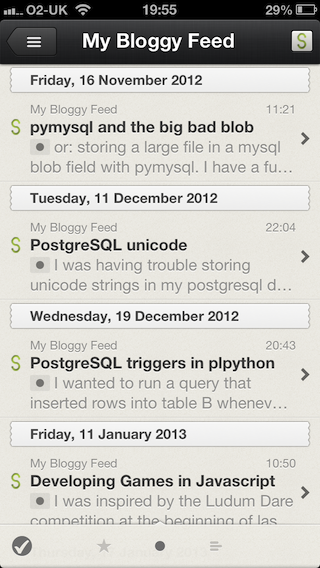 O2-UK 19:55 29%
My Bloggy Feed
Friday, 16 November 2012
My Bloggy Feed 11:21
pymysql and the big bad blob
or: storing a large file in a mysql
blob field with pymysql. I have a fu...
Tuesday, 11 December 2012
My Bloggy Feed 22:04
PostgreSQL unicode
I was having trouble storing
unicode strings in my postgresql d...
Wednesday, 19 December 2012
My Bloggy Feed 20:43
PostgreSQL triggers in plpython
I wanted to run a query that
inserted rows into table B whenev...
Friday, 11 January 2013
My Bloggy Feed 10:50
Developing Games in Javascript
I was inspired by the Ludum Dare
competition at the beginning of las